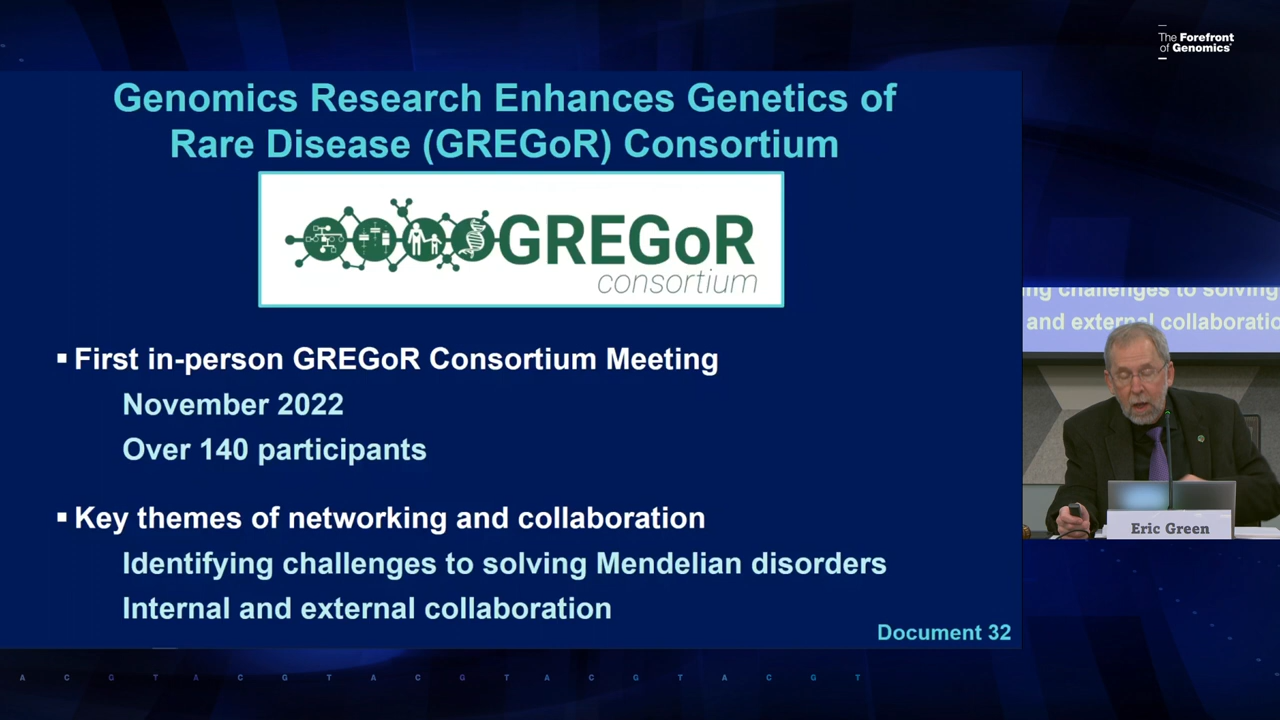 The Forefront
of Genomics®
Genomics Research Enhances Genetics of
Rare Disease (GREGoR) Consortium
GREGoR
consortium
▪ First in-person GREGoR Consortium Meeting
November 2022
Over 140 participants
▪ Key themes of networking and collaboration
Identifying challenges to solving Mendelian disorders
Internal and external collaboration
Document 32
ing challenges to solving
and external collaboratio
Eric Green
A C G T A C G T A C G T A C G T A C G T